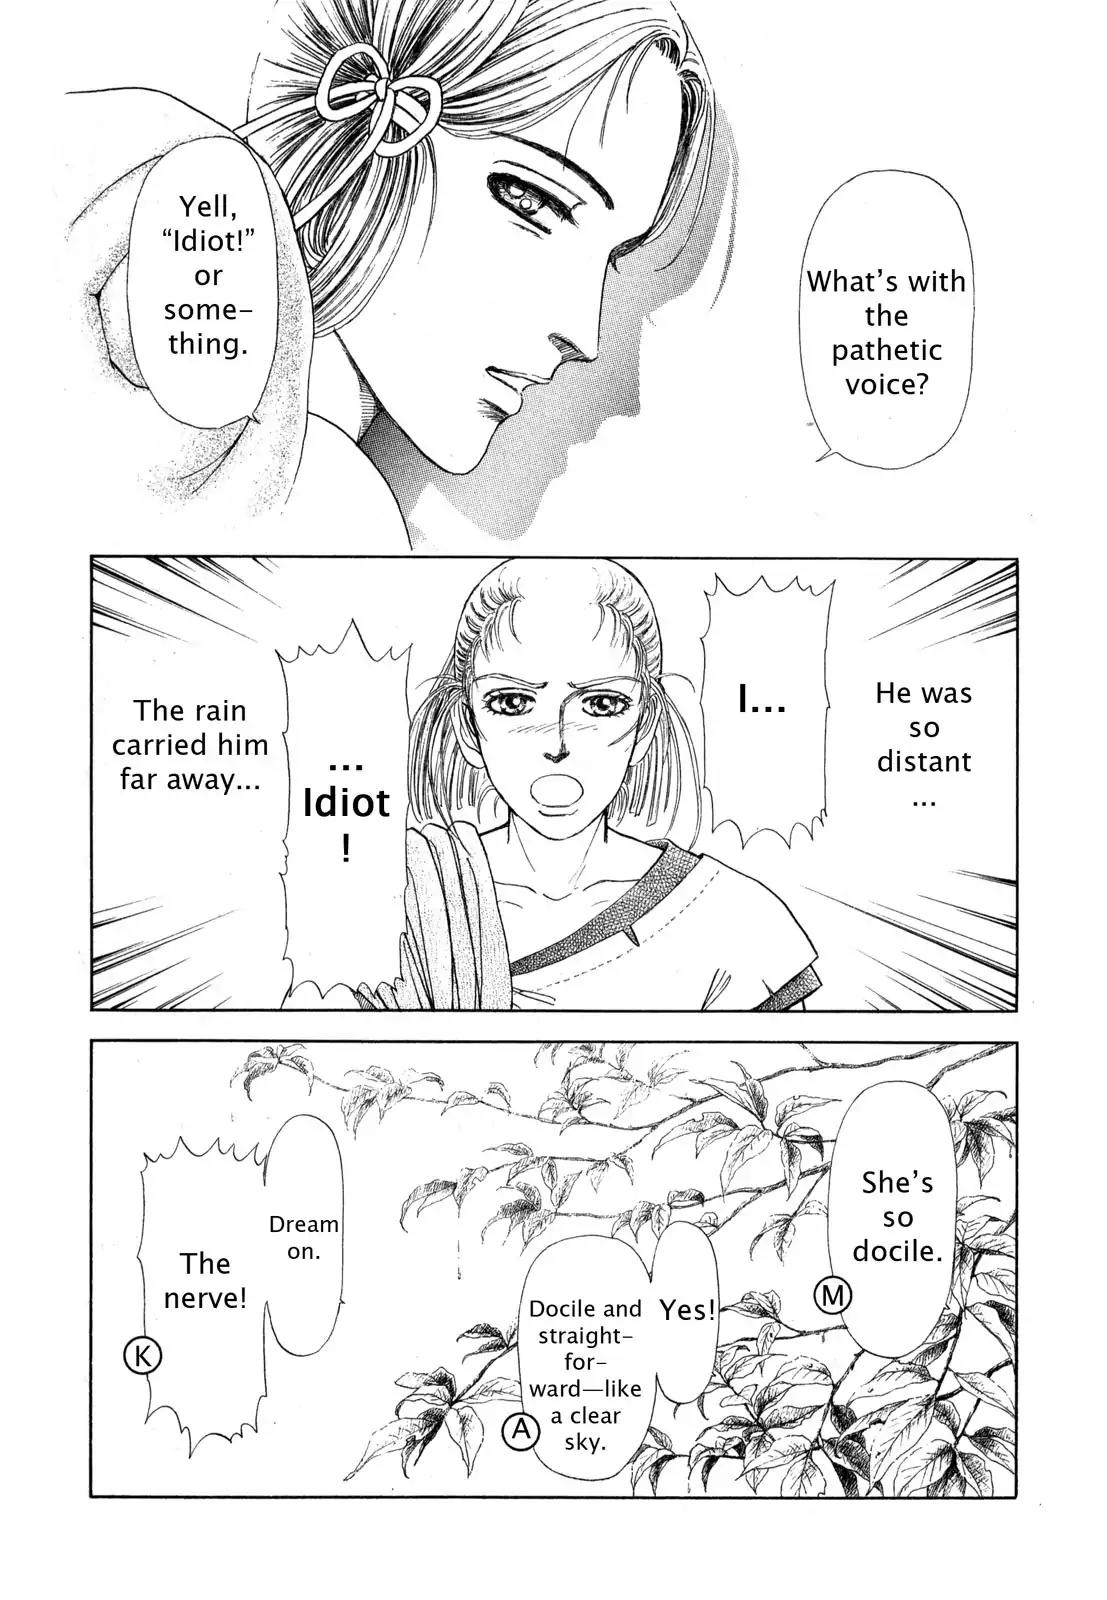 What's with
the
pathetic
voice?
Yell,
“Idiot!”
or
some-
thing.
He was
so
distant
...
I...
...
Idiot
!
The rain
carried him
far away...
She's
so
docile.
M
Yes!
Docile and
straight-
for-
ward—like
a clear
sky.
A
Dream
on.
The
nerve!
K